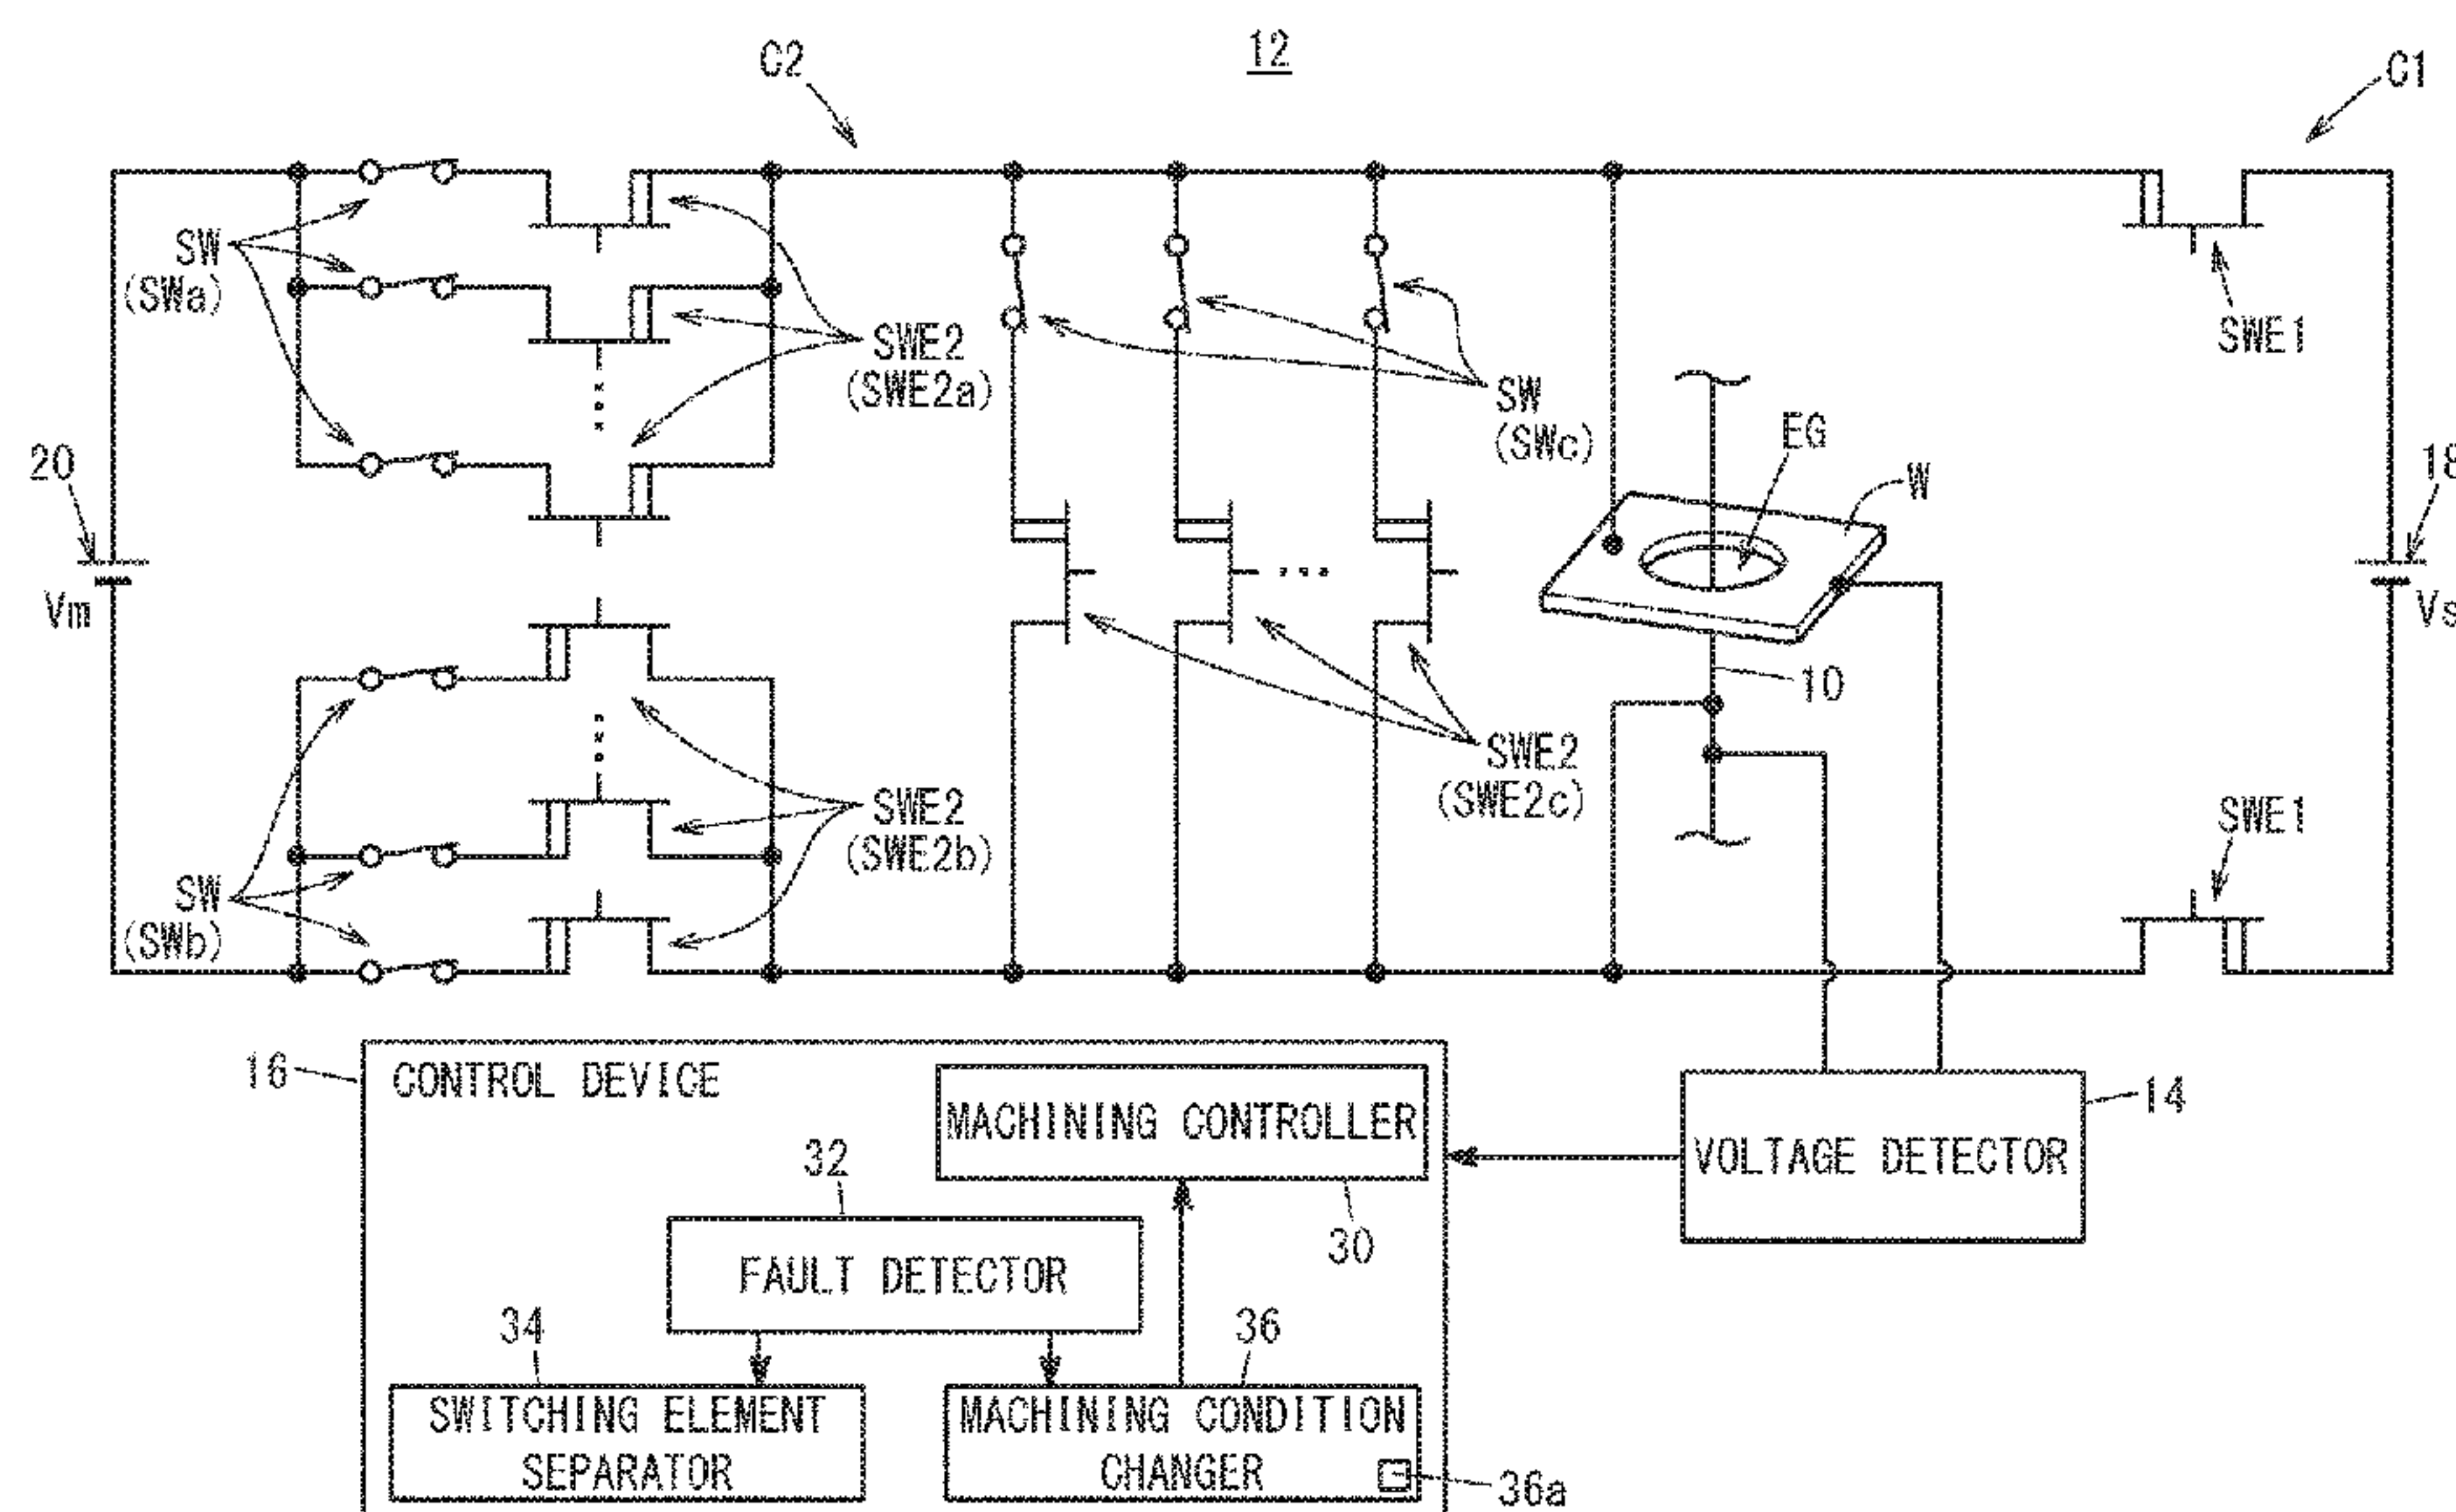 12
C2
C1
SW
(SWa)
SWE2
(SWE2a)
SW
(SWc)
SWE1
EG
W
20
Vm
18
Vs
10
SWE2
(SWE2c)
SWE2
(SWE2b)
SW
(SWb)
SWE1
16
CONTROL DEVICE
MACHINING CONTROLLER
30
VOLTAGE DETECTOR
14
32
FAULT DETECTOR
34
SWITCHING ELEMENT
SEPARATOR
36
MACHINING CONDITION
CHANGER
36a